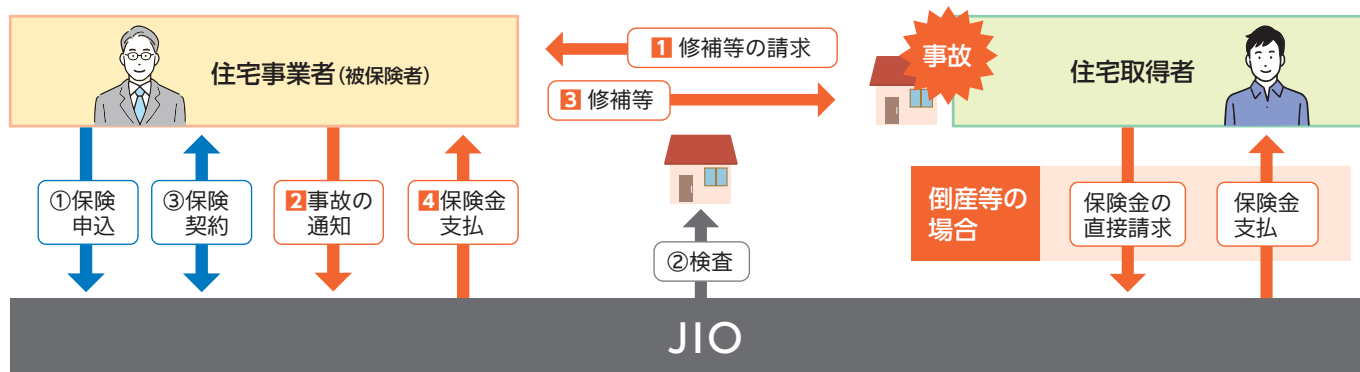 住宅事業者(被保険者)
1 修補等の請求
3 修補等
事故
住宅取得者
①保険
申込
③保険
契約
2 事故の
通知
4 保険金
支払
②検査
倒産等の
場合
保険金の
直接請求
保険金
支払
JIO